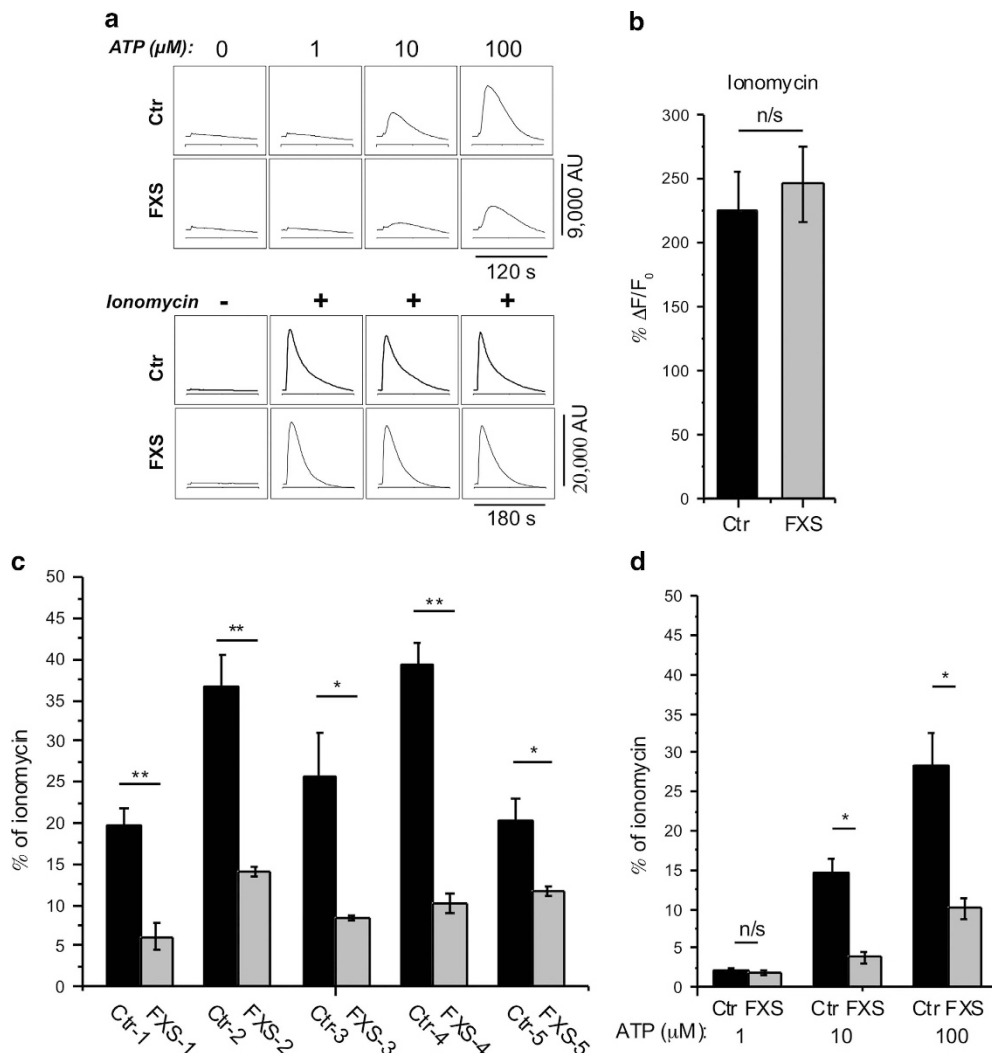 a
ATP (μM): 0 1 10 100
Ctr
FXS
9,000 AU
120 s
Ionomycin - + + +
Ctr
FXS
20,000 AU
180 s
b
Ionomycin
n/s
300
250
200
150
100
50
0
% ΔF/F0
Ctr FXS
c
50
45
40
35
30
25
20
15
10
5
0
% of ionomycin
**
**
*
**
*
Ctr-1 FXS-1 Ctr-2 FXS-2 Ctr-3 FXS-3 Ctr-4 FXS-4 Ctr-5 FXS-5
d
50
45
40
35
30
25
20
15
10
5
0
% of ionomycin
n/s
*
*
Ctr FXS Ctr FXS Ctr FXS
ATP (μM): 1 10 100